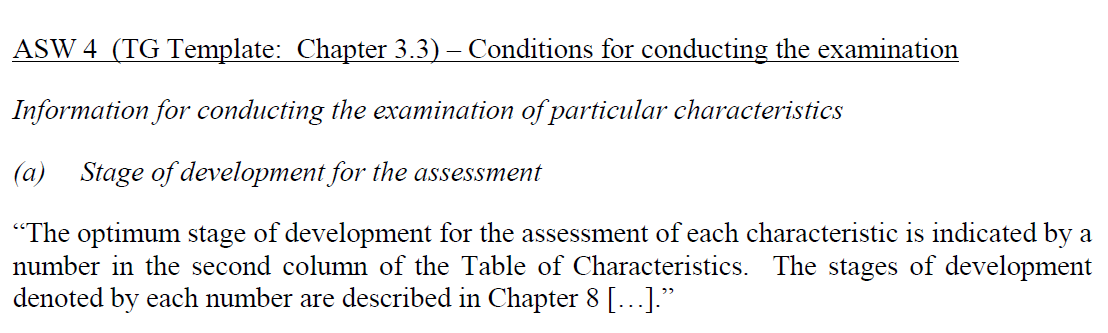 ASW 4  (TG Template:  Chapter 3.3) – Conditions for conducting the examination
Information for conducting the examination of particular characteristics
(a)    Stage of development for the assessment
“The optimum stage of development for the assessment of each characteristic is indicated by a
number in the second column of the Table of Characteristics.  The stages of development
denoted by each number are described in Chapter 8 […].”